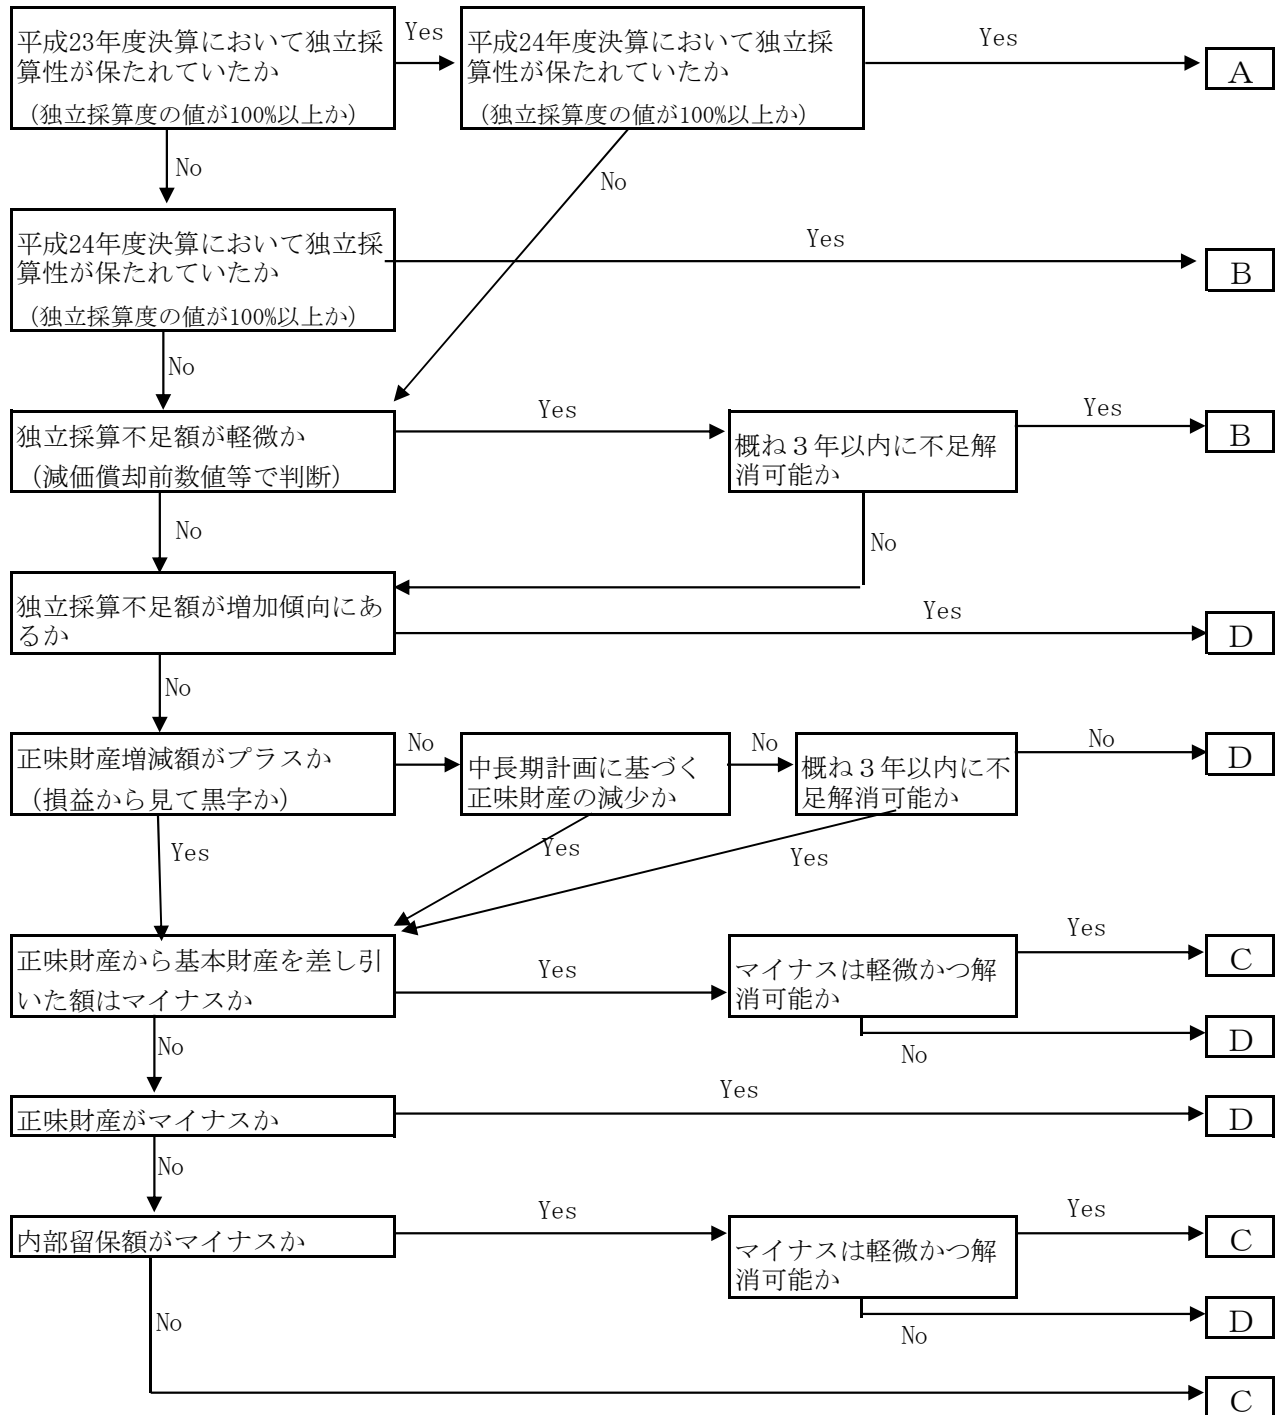 平成23年度決算において独立採
算性が保たれていたか
（独立採算度の値が100%以上か）
Yes
平成24年度決算において独立採
算性が保たれていたか
（独立採算度の値が100%以上か）
Yes
A
No
No
平成24年度決算において独立採
算性が保たれていたか
（独立採算度の値が100%以上か）
Yes
B
No
独立採算不足額が軽微か
（減価償却前数値等で判断）
Yes
概ね３年以内に不足解
消可能か
Yes
B
No
No
独立採算不足額が増加傾向にあ
るか
Yes
D
No
正味財産増減額がプラスか
（損益から見て黒字か）
No
中長期計画に基づく
正味財産の減少か
No
概ね３年以内に不
足解消可能か
No
D
Yes
Yes
Yes
正味財産から基本財産を差し引
いた額はマイナスか
Yes
マイナスは軽微かつ解
消可能か
Yes
C
No
D
No
正味財産がマイナスか
Yes
D
No
内部留保額がマイナスか
Yes
マイナスは軽微かつ解
消可能か
Yes
C
No
D
No
C